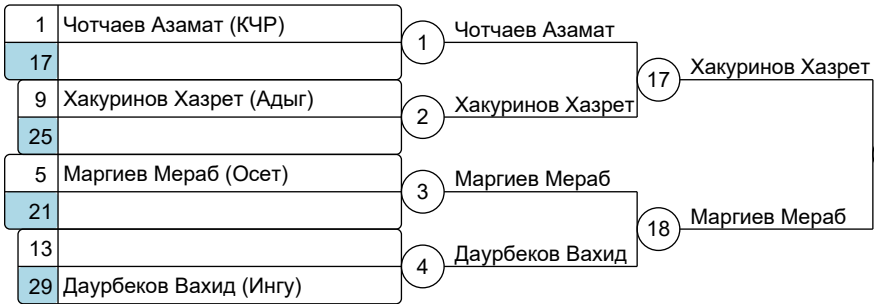 1 Чотчаев Азамат (КЧР)
17
9 Хакуринов Хазрет (Адыг)
25
5 Маргиев Мераб (Осет)
21
13
29 Даурбеков Вахид (Ингу)
1 Чотчаев Азамат
2 Хакуринов Хазрет
3 Маргиев Мераб
4 Даурбеков Вахид
17 Хакуринов Хазрет
18 Маргиев Мераб